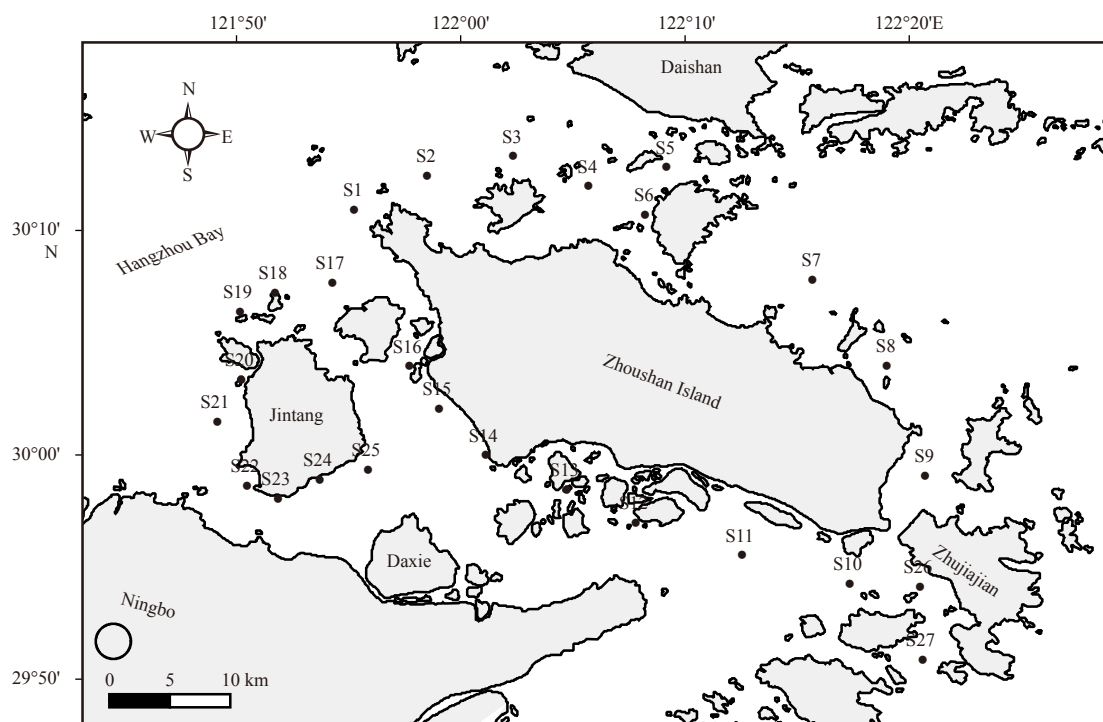 121°50' 122°00' 122°10' 122°20'E
Daishan
N
W E
S
S3
S2
S4
S5
S1
S6
30°10'
N
Hangzhou Bay
S7
S17
S18
S19
S8
S16
S20
Zhoushan Island
S15
S21
Jintang
S14
30°00'
S25
S24
S22
S23
S13
S9
S12
S11
Daxie
S10
S26
Zhujiajian
Ningbo
S27
29°50'
0 5 10 km